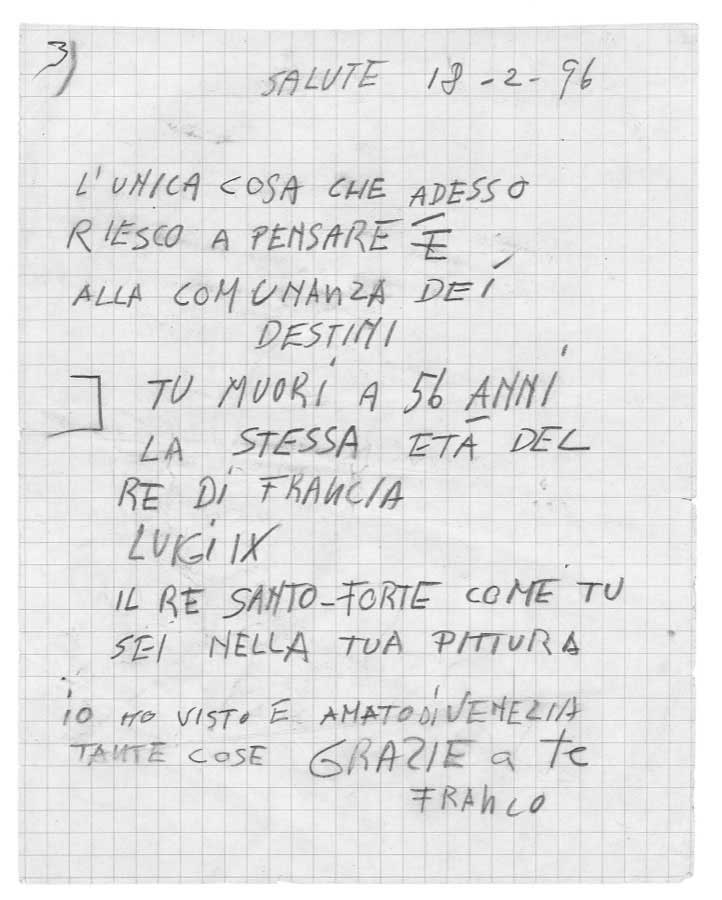 3)
SALUTE 18-2-96
L'UNICA COSA CHE ADESSO
RIESCO A PENSARE È
ALLA COMUNANZA DEI
DESTINI
TU MUORI A 56 ANNI
LA STESSA ETÀ DEL
RE DI FRANCIA
LUIGI IX
IL RE SANTO-FORTE COME TU
SEI NELLA TUA PITTURA
iO HO VISTO E AMATO Di VENEZIA
TANTE COSE GRAZIE a te
FRANCO